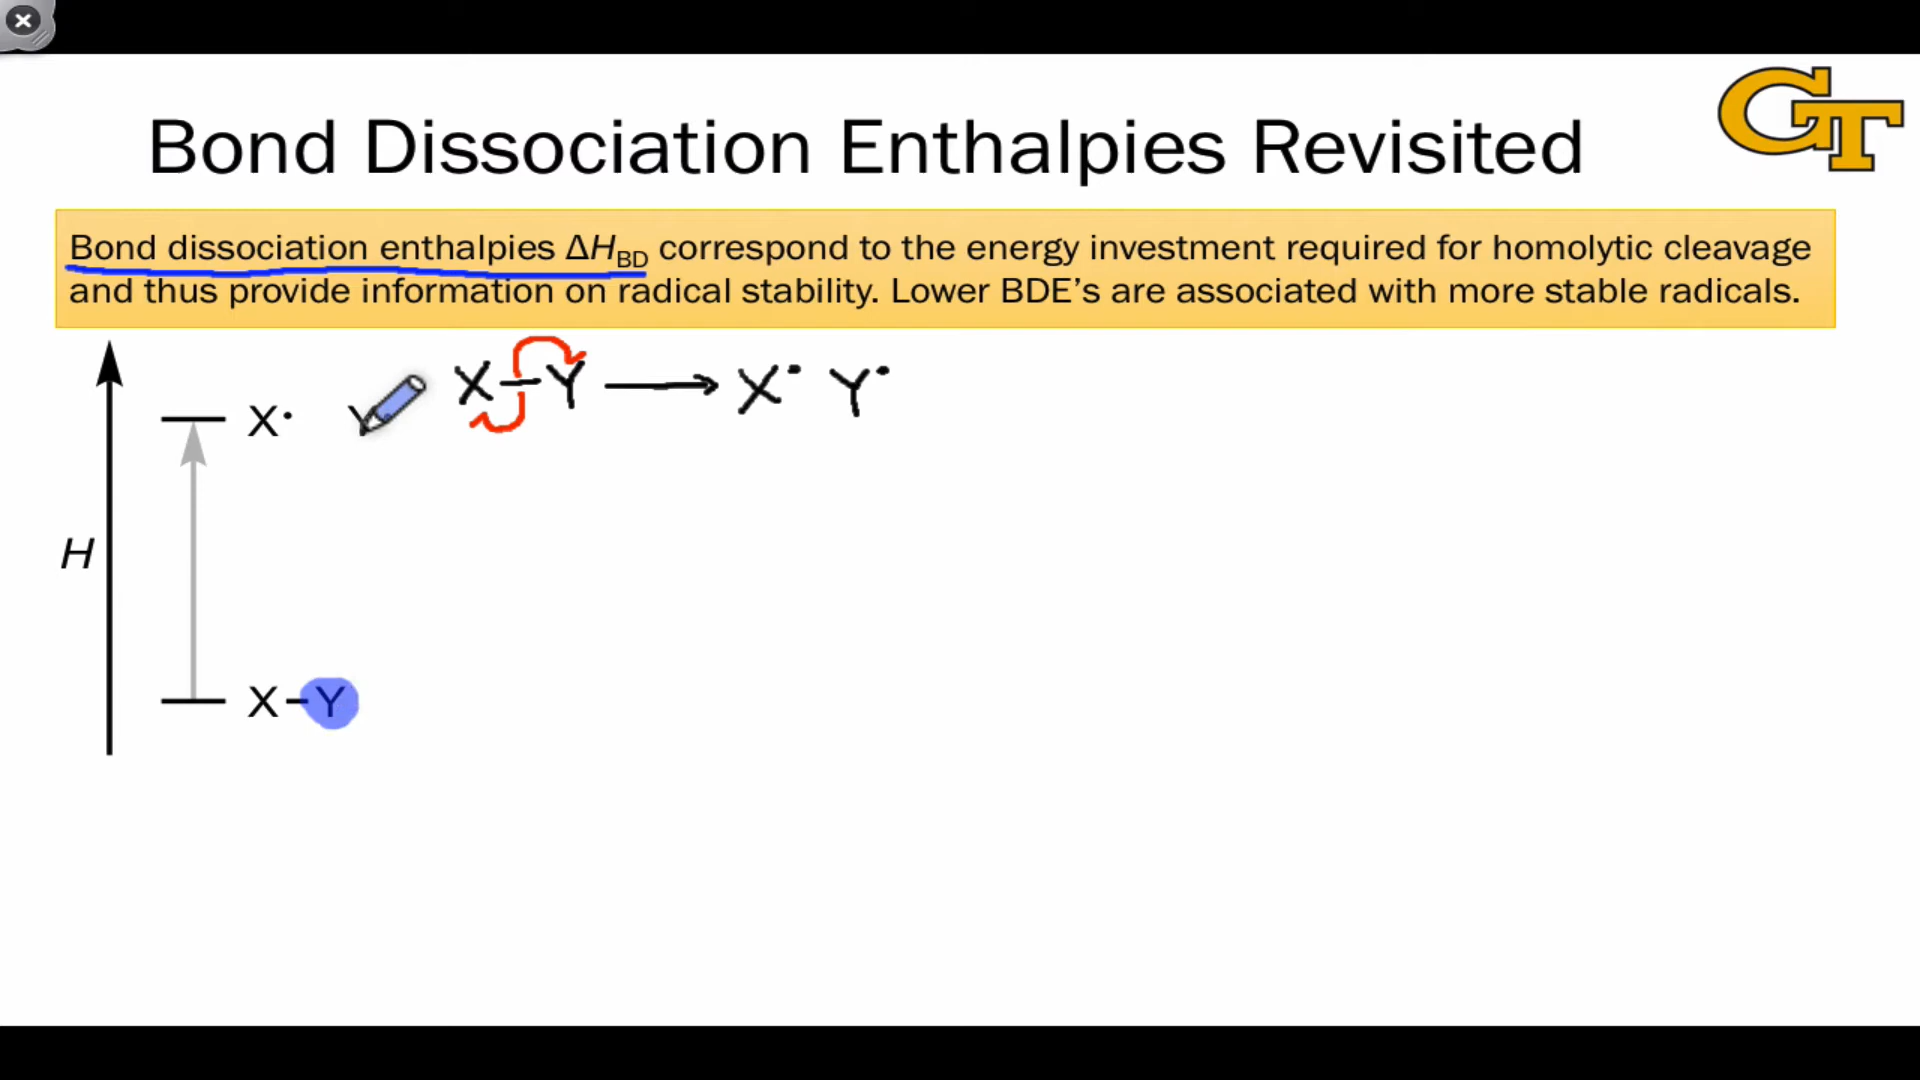 GT
Bond Dissociation Enthalpies Revisited
Bond dissociation enthalpies ΔH_BD correspond to the energy investment required for homolytic cleavage
and thus provide information on radical stability. Lower BDE’s are associated with more stable radicals.
X–Y ⟶ X• Y•
X• Y
H
X–Y